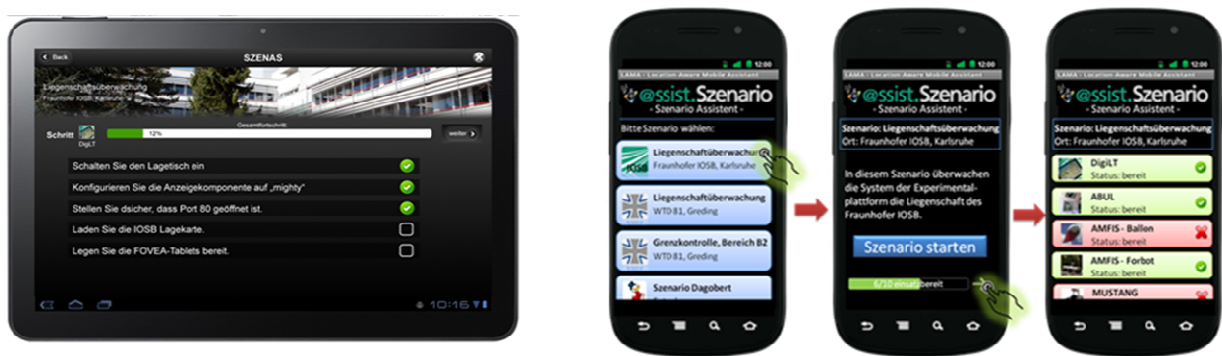 Back
SZENAS
Liegenschaftsüberwachung
Fraunhofer IOSB, Karlsruhe
Gesamtfortschritt
Schritt
12%
weiter
DigLT
Schalten Sie den Lagetisch ein
Konfigurieren Sie die Anzeigekomponente auf „mighty“
Stellen Sie dsicher, dass Port 80 geöffnet ist.
Laden Sie die IOSB Lagekarte.
Legen Sie die FOVEA-Tablets bereit.
10:16
12:00
LAMA - Location-Aware Mobile Assistant
@ssist.Szenario
- Szenario Assistent -
Bitte Szenario wählen:
Liegenschaftsüberwachung
IOSB
Fraunhofer IOSB, Karlsruhe
Liegenschaftüberwachung
WTD 81, Greding
Grenzkontrolle, Bereich B2
WTD 81, Greding
Szenario Dagobert
12:00
LAMA - Location-Aware Mobile Assistant
@ssist.Szenario
- Szenario Assistent -
Szenario: Liegenschaftsüberwachung
Ort: Fraunhofer IOSB, Karlsruhe
In diesem Szenario überwachen
die System der Experimental-
plattform die Liegenschaft des
Fraunhofer IOSB.
Szenario starten
6/10 einsatzbereit
12:00
LAMA - Location-Aware Mobile Assistant
@ssist.Szenario
- Szenario Assistent -
Szenario: Liegenschaftsüberwachung
Ort: Fraunhofer IOSB, Karlsruhe
DigiLT
Status: bereit
ABUL
Status: bereit
AMFIS - Ballon
Status: bereit
AMFIS - Forbot
Status: bereit
MUSTANG